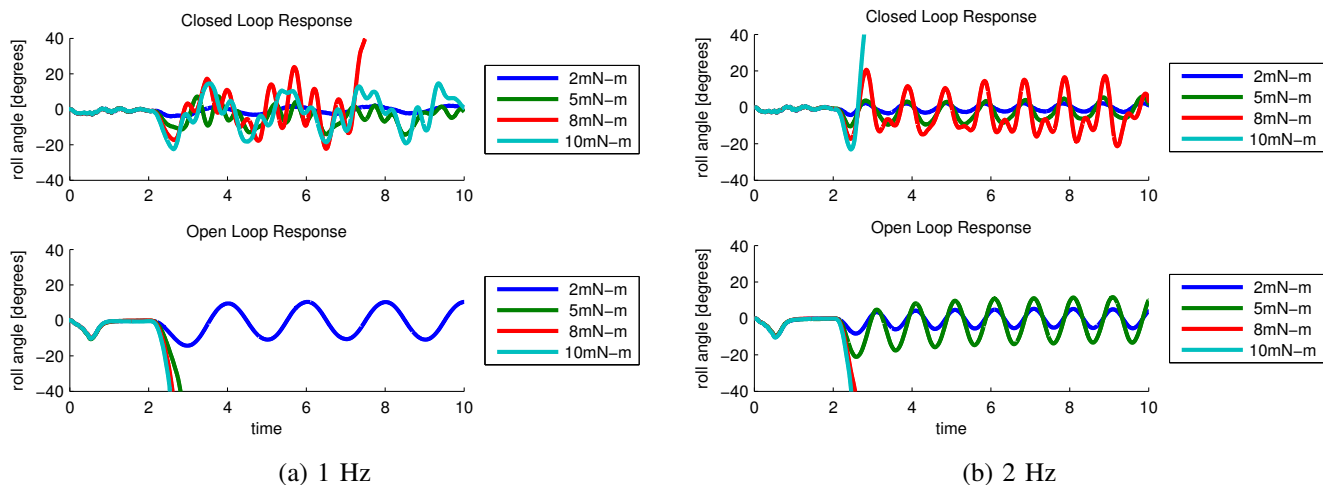 Closed Loop Response
roll angle [degrees]
40
20
0
−20
−40
0 2 4 6 8 10
2mN−m
5mN−m
8mN−m
10mN−m
Open Loop Response
roll angle [degrees]
40
20
0
−20
−40
0 2 4 6 8 10
time
2mN−m
5mN−m
8mN−m
10mN−m
(a) 1 Hz
Closed Loop Response
roll angle [degrees]
40
20
0
−20
−40
0 2 4 6 8 10
2mN−m
5mN−m
8mN−m
10mN−m
Open Loop Response
roll angle [degrees]
40
20
0
−20
−40
0 2 4 6 8 10
time
2mN−m
5mN−m
8mN−m
10mN−m
(b) 2 Hz